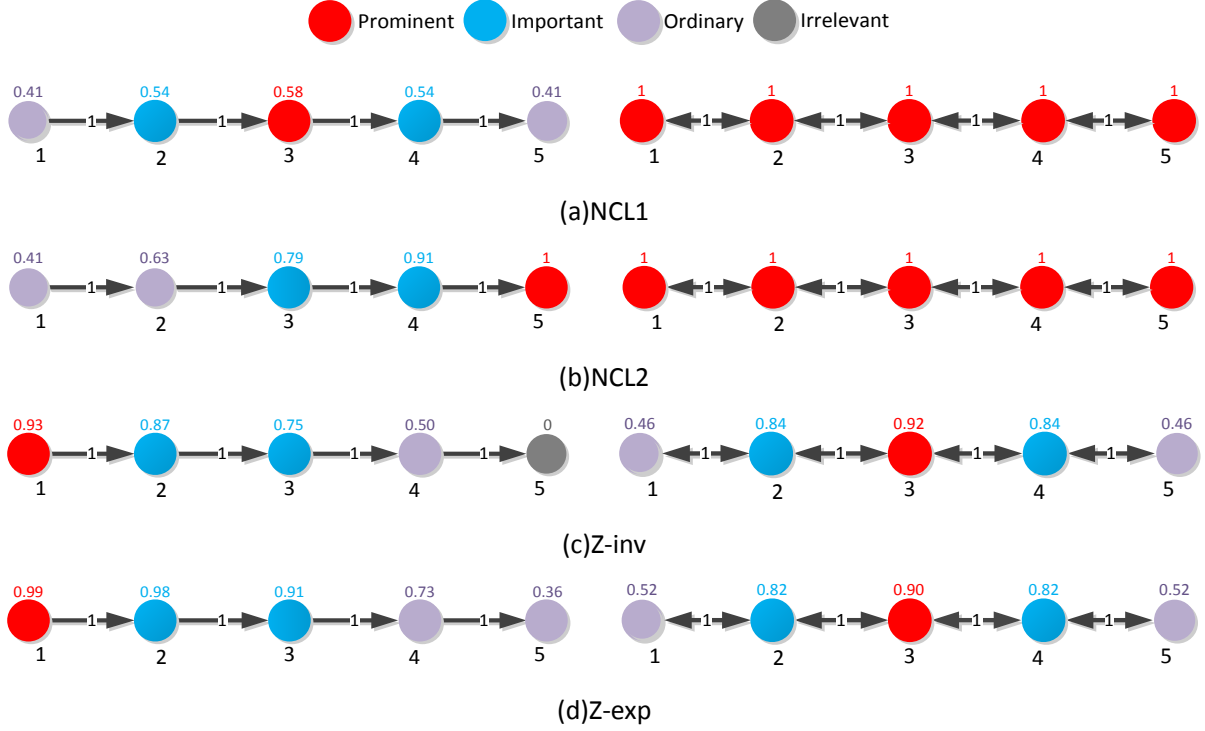 Prominent Important Ordinary Irrelevant
0.41 0.54 0.58 0.54 0.41 1 1 1 1 1
1 1 1 1 1 1 1 1
1 2 3 4 5 1 2 3 4 5
(a)NCL1
0.41 0.63 0.79 0.91 1 1 1 1 1 1
1 1 1 1 1 1 1 1
1 2 3 4 5 1 2 3 4 5
(b)NCL2
0.93 0.87 0.75 0.50 0 0.46 0.84 0.92 0.84 0.46
1 1 1 1 1 1 1 1
1 2 3 4 5 1 2 3 4 5
(c)Z-inv
0.99 0.98 0.91 0.73 0.36 0.52 0.82 0.90 0.82 0.52
1 1 1 1 1 1 1 1
1 2 3 4 5 1 2 3 4 5
(d)Z-exp